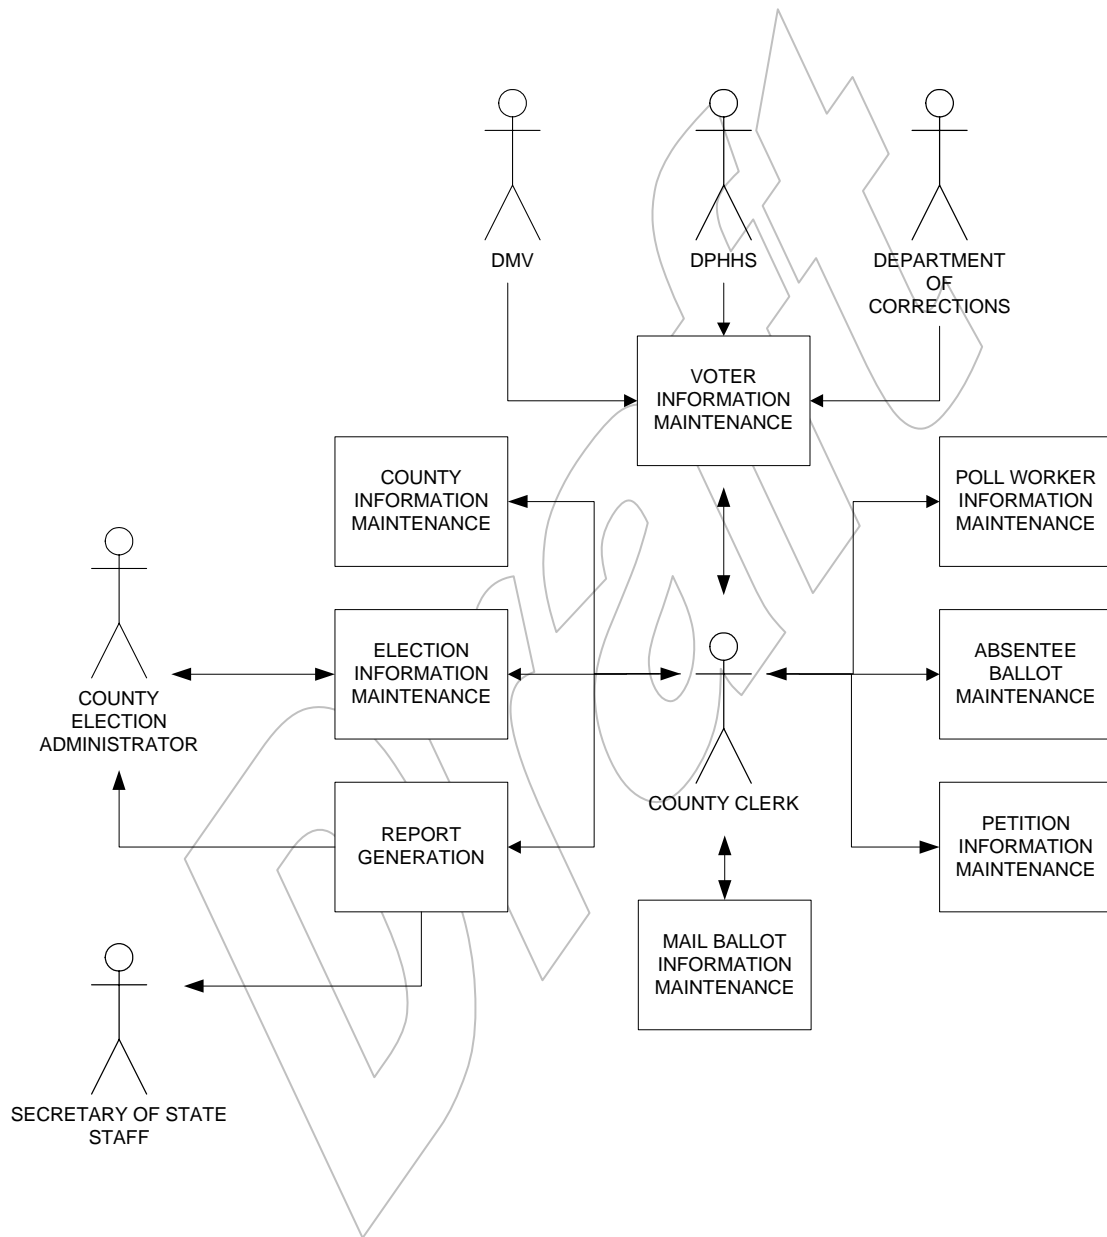 DMV
DPHHS
DEPARTMENT
OF
CORRECTIONS
VOTER
INFORMATION
MAINTENANCE
COUNTY
INFORMATION
MAINTENANCE
POLL WORKER
INFORMATION
MAINTENANCE
COUNTY
ELECTION
ADMINISTRATOR
ELECTION
INFORMATION
MAINTENANCE
ABSENTEE
BALLOT
MAINTENANCE
COUNTY CLERK
REPORT
GENERATION
PETITION
INFORMATION
MAINTENANCE
MAIL BALLOT
INFORMATION
MAINTENANCE
SECRETARY OF STATE
STAFF
Draft